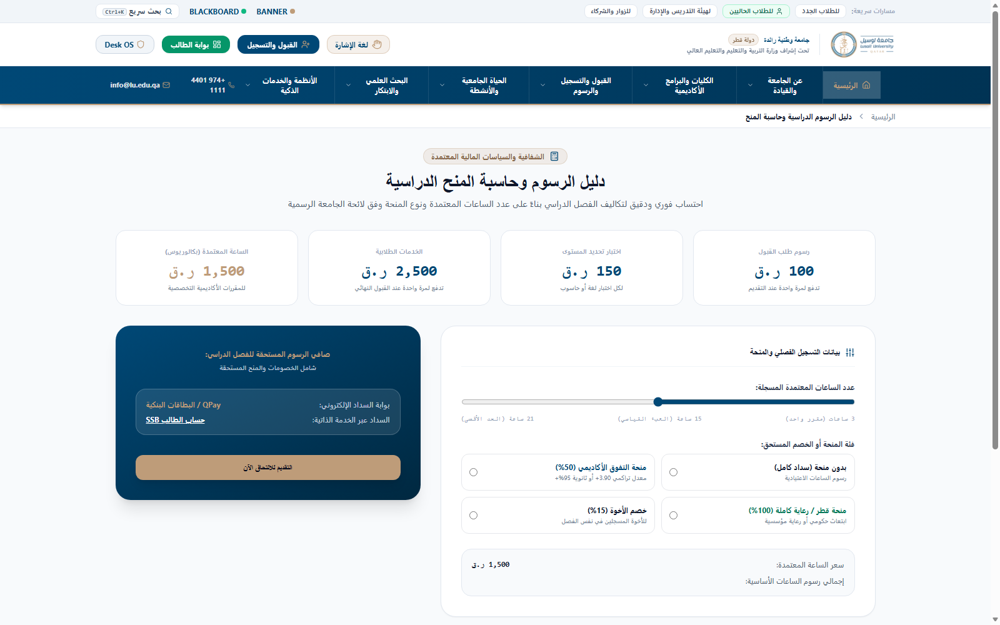 مسارات سريعة:
للطلاب الجدد
للطلاب الحاليين
لهيئة التدريس والإدارة
للزوار والشركاء
BANNER
BLACKBOARD
بحث سريع Ctrl+K
جامعة لوسيل
Lusail University
QATAR
جامعة وطنية رائدة
دولة قطر
تحت إشراف وزارة التربية والتعليم والتعليم العالي
لغة الإشارة
القبول والتسجيل
بوابة الطالب
Desk OS
الرئيسية
عن الجامعة
والقيادة
الكليات والبرامج
الأكاديمية
القبول والتسجيل
والرسوم
الحياة الجامعية
والأنشطة
البحث العلمي
والابتكار
الأنظمة والخدمات
الذكية
+974 4401
1111
info@lu.edu.qa
الرئيسية
دليل الرسوم الدراسية وحاسبة المنح
الشفافية والسياسات المالية المعتمدة
دليل الرسوم وحاسبة المنح الدراسية
احتساب فوري ودقيق لتكاليف الفصل الدراسي بناءً على عدد الساعات المعتمدة ونوع المنحة وفق لائحة الجامعة الرسمية
رسوم طلب القبول
100 ر.ق
تدفع لمرة واحدة عند التقديم
اختبار تحديد المستوى
150 ر.ق
لكل اختبار لغة أو حاسوب
الخدمات الطلابية
2,500 ر.ق
تدفع لمرة واحدة عند القبول النهائي
الساعة المعتمدة (بكالوريوس)
1,500 ر.ق
للمقررات الأكاديمية التخصصية
بيانات التسجيل الفصلي والمنحة
عدد الساعات المعتمدة المسجلة:
3 ساعات (مقرر واحد)
15 ساعة (العبء القياسي)
21 ساعة (الحد الأقصى)
فئة المنحة أو الخصم المستحق:
بدون منحة (سداد كامل)
رسوم الساعات الاعتيادية
منحة التفوق الأكاديمي (50%)
معدل تراكمي 3.90+ أو ثانوية 95%+
منحة قطر / رعاية كاملة (100%)
ابتعاث حكومي أو رعاية مؤسسية
خصم الأخوة (15%)
للأخوة المسجلين في نفس الفصل
سعر الساعة المعتمدة:
1,500 ر.ق
إجمالي رسوم الساعات الأساسية:
صافي الرسوم المستحقة للفصل الدراسي:
شامل الخصومات والمنح المستحقة
بوابة السداد الإلكتروني:
QPay / البطاقات البنكية
السداد عبر الخدمة الذاتية:
حساب الطالب SSB
التقديم للالتحاق الآن